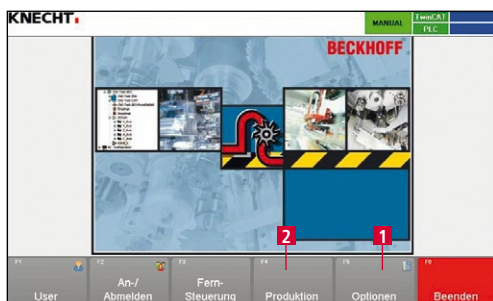 KNECHT
MANUAL
TwinCAT
PLC
BECKHOFF
2
1
F1
F2
F3
F4
F5
F6
User
An-/
Abmelden
Fern-
Steuerung
Produktion
Optionen
Beenden